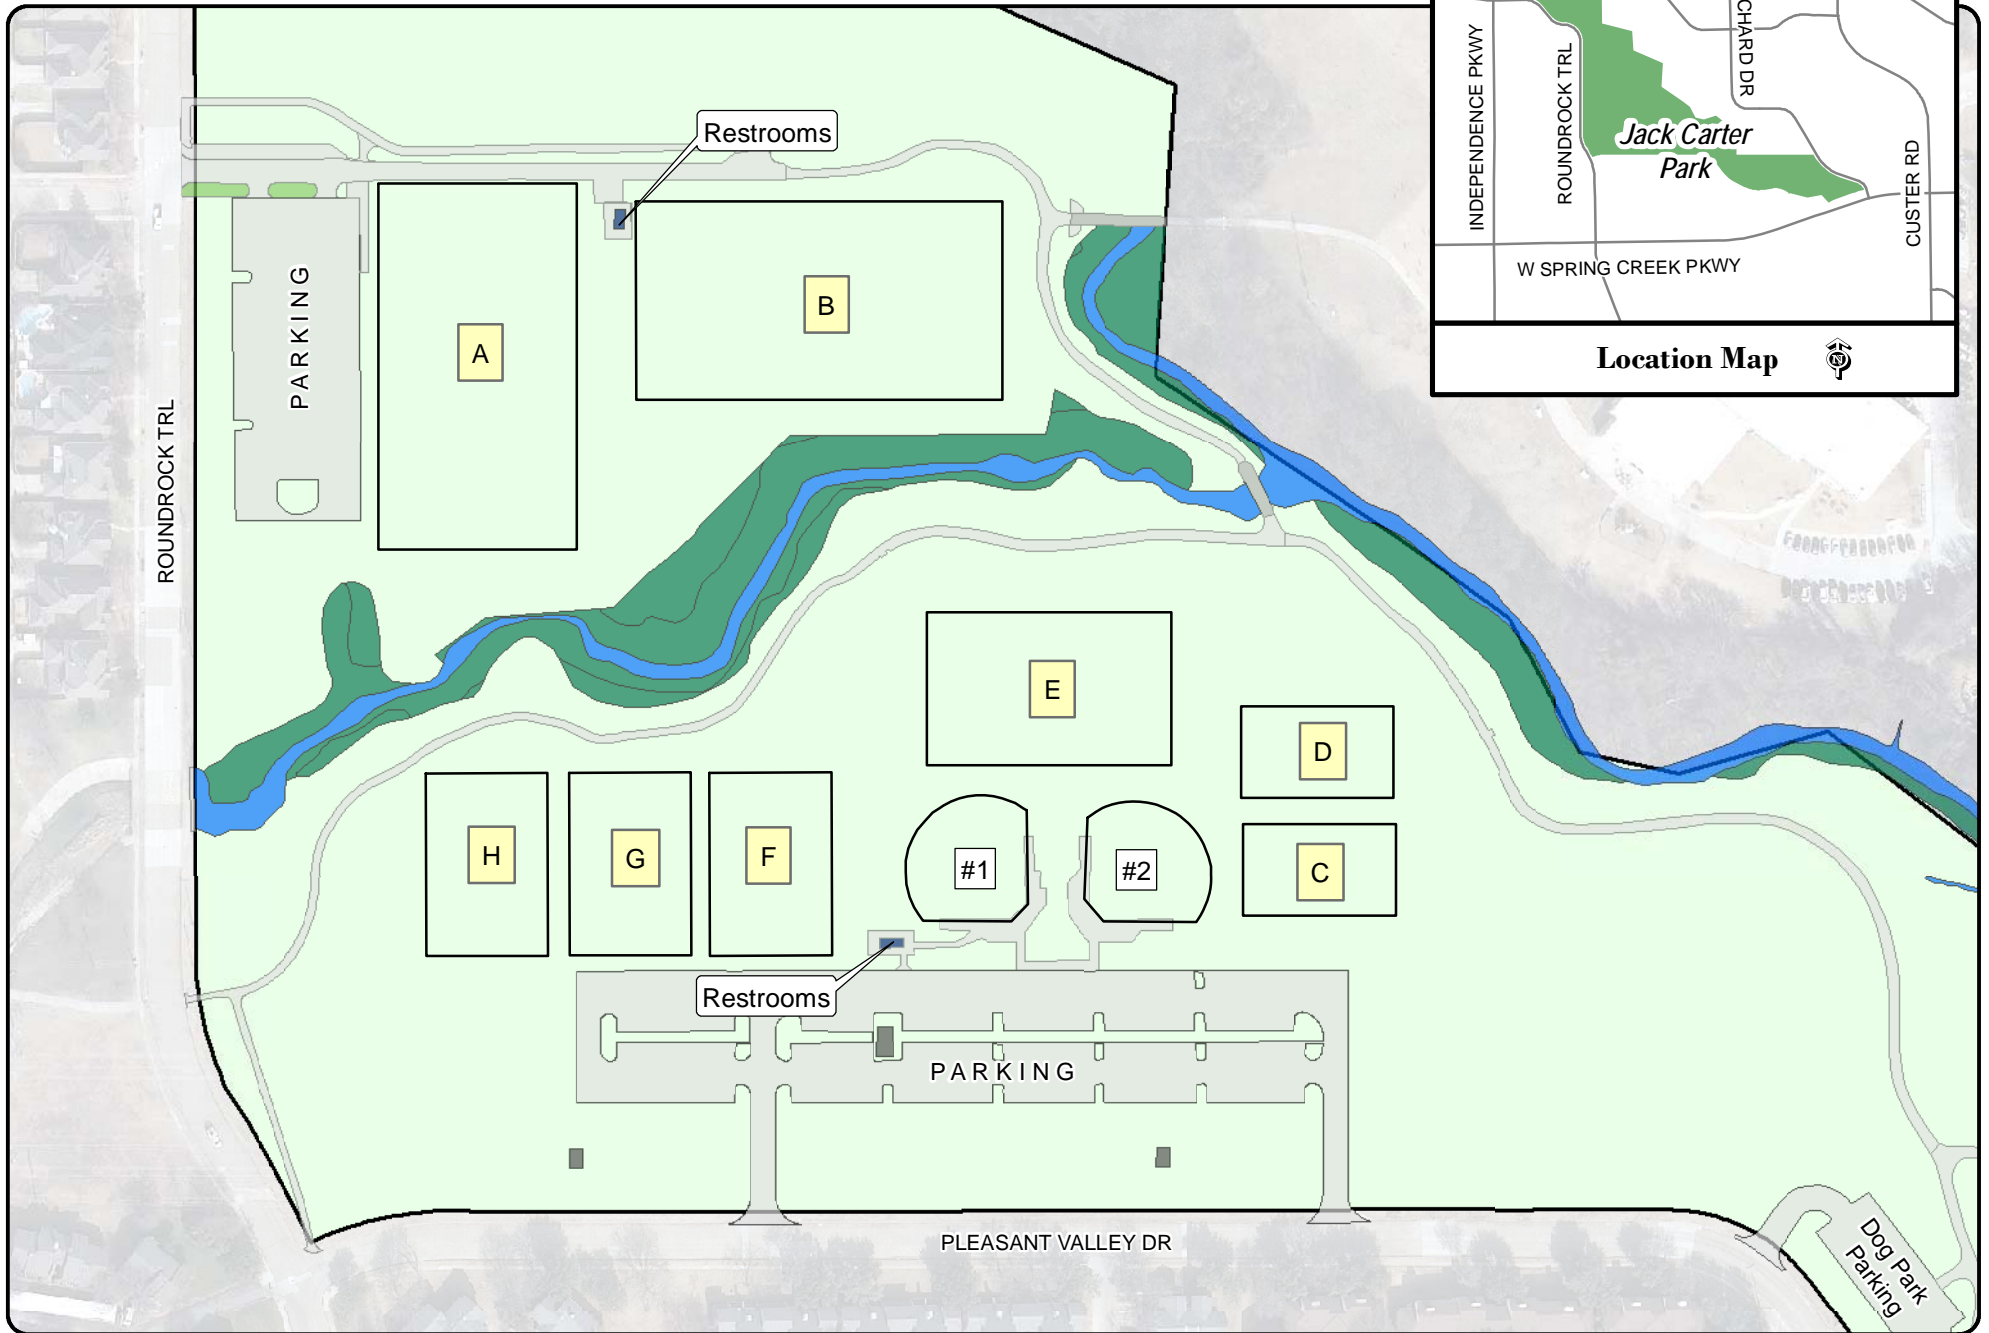 Restrooms
PARKING
A
B
ROUNDROCK TRL
E
D
H
G
F
#1
#2
C
Restrooms
PARKING
PLEASANT VALLEY DR
Dog Park
Parking
INDEPENDENCE PKWY
ROUNDROCK TRL
CHARD DR
Jack Carter
Park
CUSTER RD
W SPRING CREEK PKWY
Location Map
N